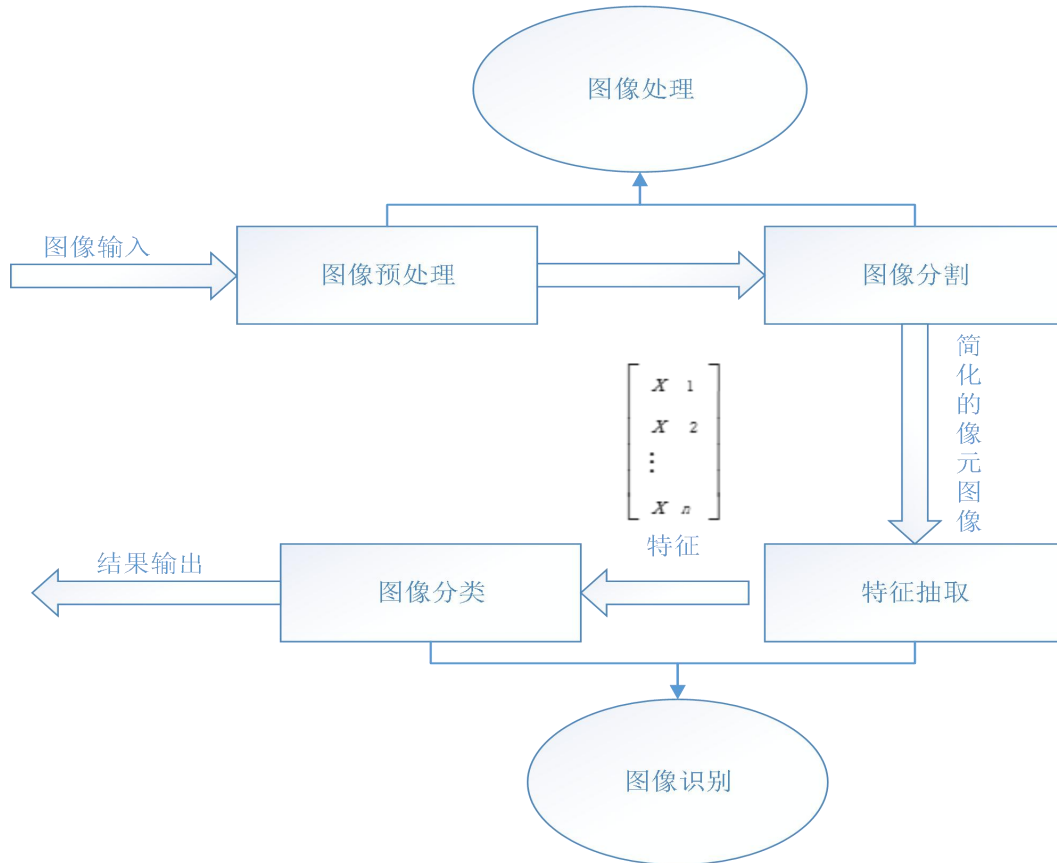 图像处理
图像输入
图像预处理
图像分割
简化的像元图像
X 1
X 2
⋮
X n
特征
结果输出
图像分类
特征抽取
图像识别